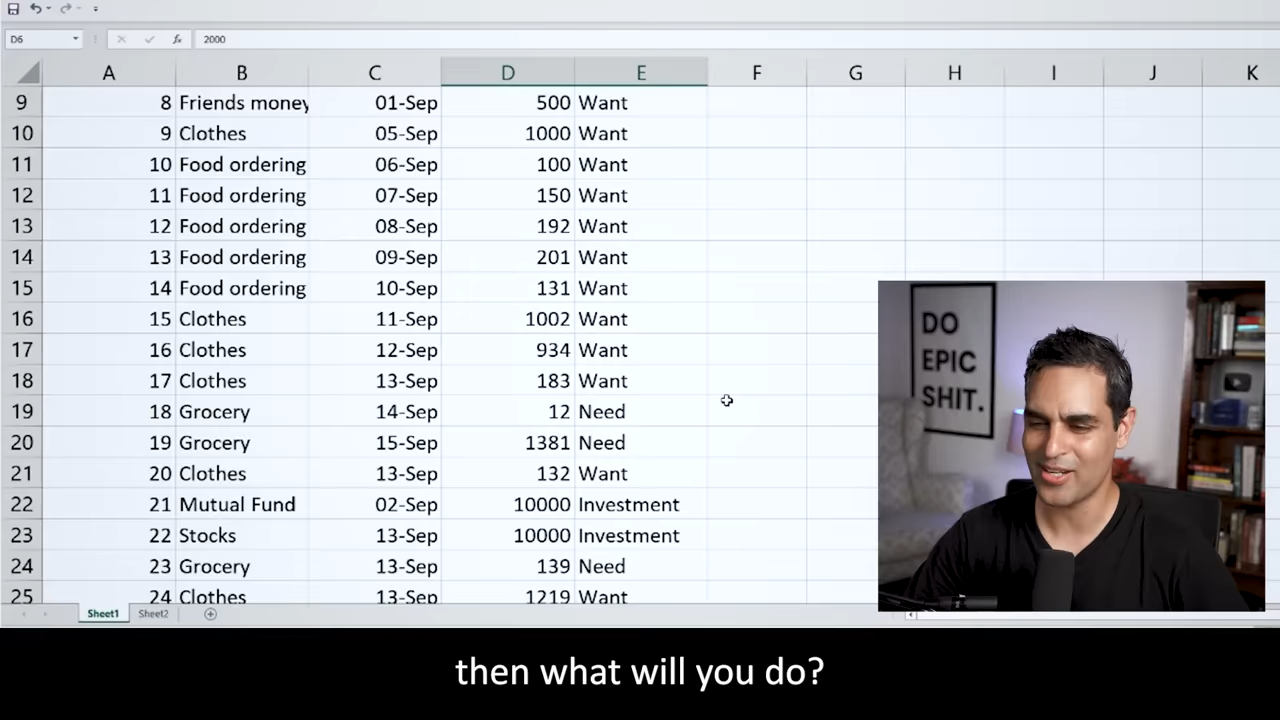 D6 fx 2000
A B C D E F G H I J K
9 8 Friends money 01-Sep 500 Want
10 9 Clothes 05-Sep 1000 Want
11 10 Food ordering 06-Sep 100 Want
12 11 Food ordering 07-Sep 150 Want
13 12 Food ordering 08-Sep 192 Want
14 13 Food ordering 09-Sep 201 Want
15 14 Food ordering 10-Sep 131 Want
16 15 Clothes 11-Sep 1002 Want
17 16 Clothes 12-Sep 934 Want
18 17 Clothes 13-Sep 183 Want
19 18 Grocery 14-Sep 12 Need
20 19 Grocery 15-Sep 1381 Need
21 20 Clothes 13-Sep 132 Want
22 21 Mutual Fund 02-Sep 10000 Investment
23 22 Stocks 13-Sep 10000 Investment
24 23 Grocery 13-Sep 139 Need
25 24 Clothes 13-Sep 1219 Want
DO
EPIC
SHIT.
Sheet1 Sheet2
then what will you do?